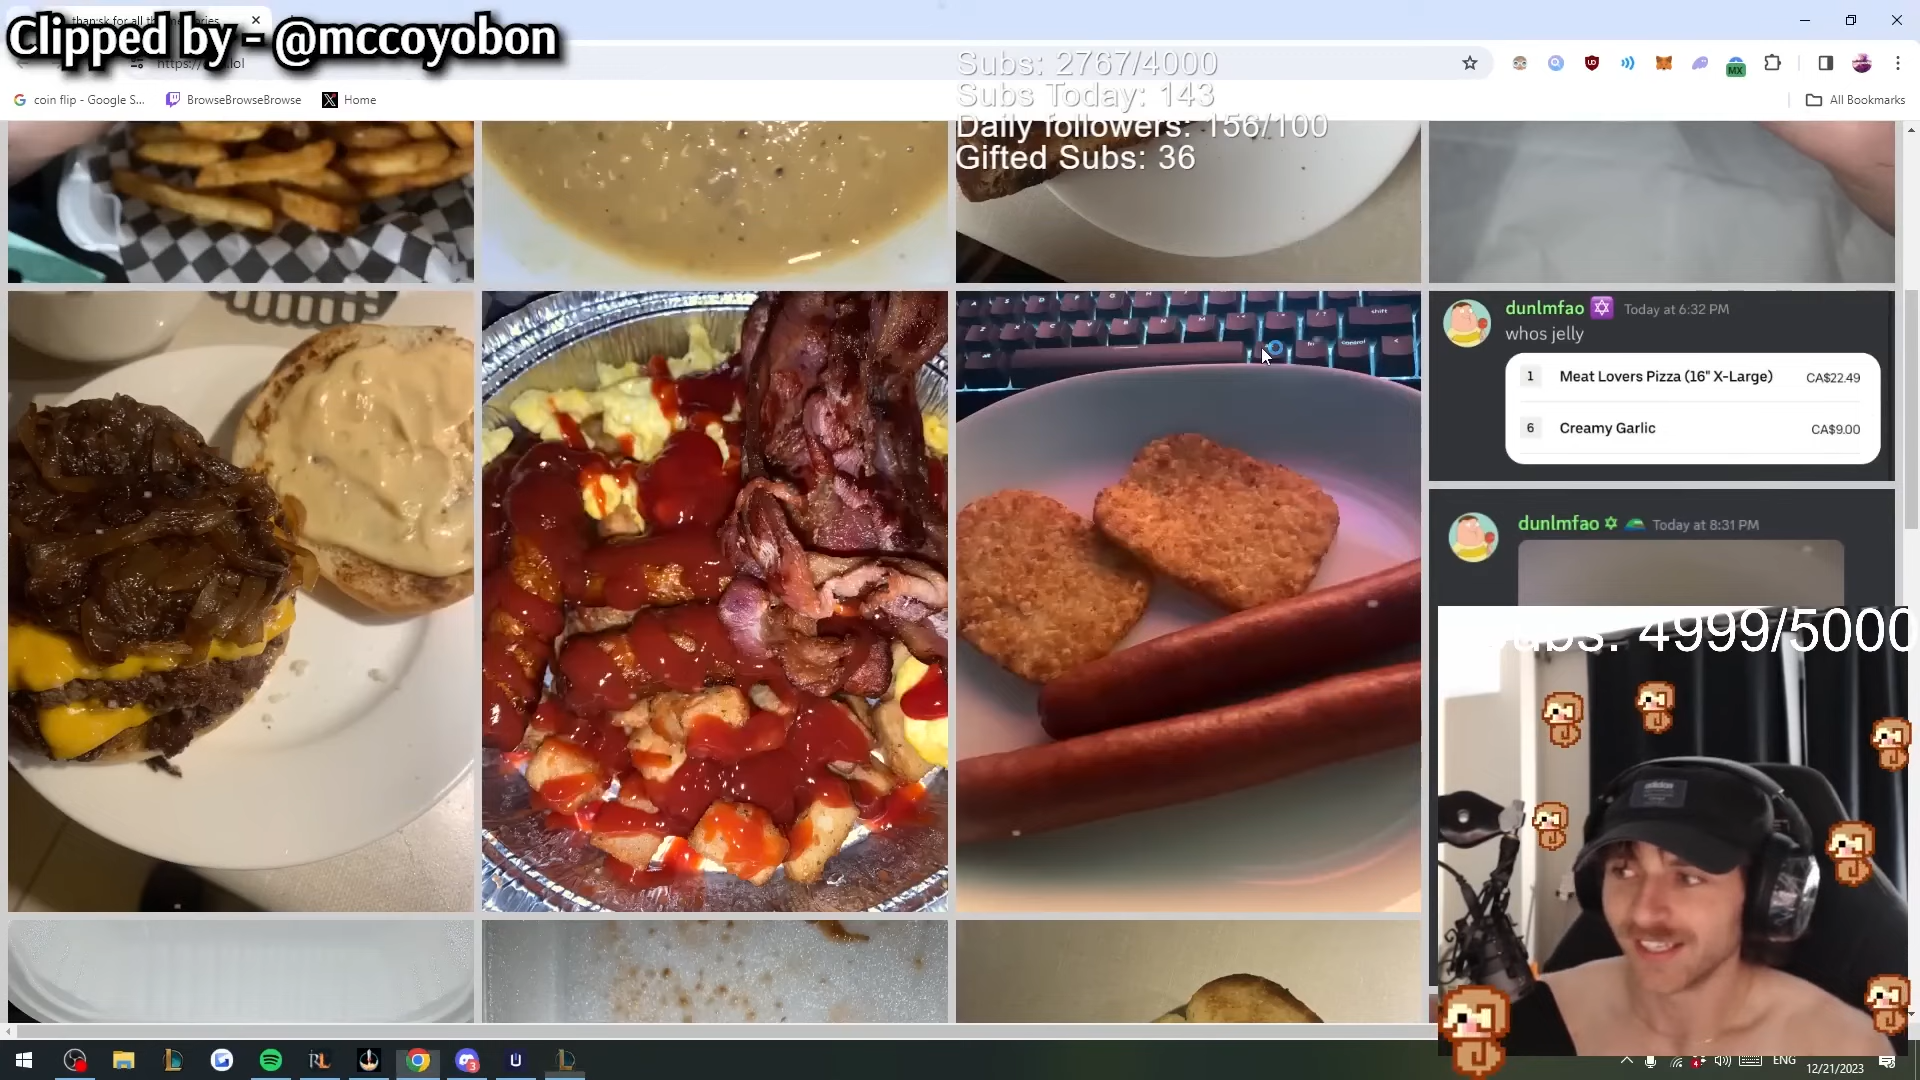 Clipped by - @mccoyobon
Subs: 2767/4000
Subs Today: 143
Daily followers: 156/100
Gifted Subs: 36
coin flip - Google S...
BrowseBrowseBrowse
Home
All Bookmarks
MX
dunlmfao Today at 6:32 PM
whos jelly
1 Meat Lovers Pizza (16" X-Large) CA$22.49
6 Creamy Garlic CA$9.00
dunlmfao Today at 8:31 PM
4999/5000
shift
adidas
ENG
12/21/2023